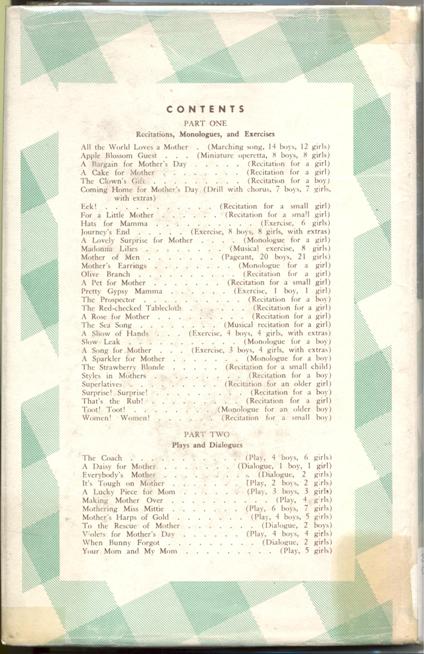 CONTENTS
PART ONE
Recitations, Monologues, and Exercises
All the World Loves a Mother . (Marching song, 14 boys, 12 girls)
Apple Blossom Guest . . . (Miniature operetta, 8 boys, 8 girls)
A Bargain for Mother's Day . . . . . . (Recitation for a girl)
A Cake for Mother . . . . . . . . . (Recitation for a girl)
The Clown's Gift . . . . . . . . . . (Recitation for a boy)
Coming Home for Mother's Day (Drill with chorus, 7 boys, 7 girls,
with extras)
Eek! . . . . . . . . . . . . (Recitation for a small girl)
For a Little Mother . . . . . . . (Recitation for a small girl)
Hats for Mamma . . . . . . . . . . . (Exercise, 6 girls)
Journey's End . . . . . (Exercise, 8 boys, 8 girls, with extras)
A Lovely Surprise for Mother . . . . . (Monologue for a girl)
Madonna Lilies . . . . . . . . . (Musical exercise, 8 girls)
Mother of Men . . . . . . . . (Pageant, 20 boys, 21 girls)
Mother's Earrings . . . . . . . . . (Monologue for a girl)
Olive Branch . . . . . . . . . . . (Recitation for a girl)
A Pet for Mother . . . . . . . . (Recitation for a small girl)
Pretty Gypsy Mamma . . . . . . . (Exercise, 1 boy, 1 girl)
The Prospector . . . . . . . . . . (Recitation for a boy)
The Red-checked Tablecloth . . . . . . (Recitation for a girl)
A Rose for Mother . . . . . . . . . (Recitation for a girl)
The Sea Song . . . . . . . . . (Musical recitation for a girl)
A Show of Hands . . . . (Exercise, 4 boys, 4 girls, with extras)
Slow Leak . . . . . . . . . . . (Monologue for a boy)
A Song for Mother . . . . (Exercise, 3 boys, 4 girls, with extras)
A Sparkler for Mother . . . . . . . (Monologue for a boy)
The Strawberry Blonde . . . . . . (Recitation for a small child)
Styles in Mothers . . . . . . . . . (Recitation for a boy)
Superlatives . . . . . . . . . . (Recitation for an older girl)
Surprise! Surprise! . . . . . . . . . (Recitation for a boy)
That's the Rub! . . . . . . . . . . (Recitation for a girl)
Toot! Toot! . . . . . . . . . (Monologue for an older boy)
Women! Women! . . . . . . . . (Recitation for a small boy)
PART TWO
Plays and Dialogues
The Coach . . . . . . . . . . . (Play, 4 boys, 6 girls)
A Daisy for Mother . . . . . . . . (Dialogue, 1 boy, 1 girl)
Everybody's Mother . . . . . . . . . . (Dialogue, 2 girls)
It's Tough on Mother . . . . . . . . (Play, 2 boys, 2 girls)
A Lucky Piece for Mom . . . . . . . (Play, 3 boys, 3 girls)
Making Mother Over . . . . . . . . . . . (Play, 4 girls)
Mothering Miss Mittie . . . . . . . . (Play, 6 boys, 7 girls)
Mother's Harps of Gold . . . . . . . (Play, 4 boys, 5 girls)
To the Rescue of Mother . . . . . . . . (Dialogue, 2 boys)
Violets for Mother's Day . . . . . . . (Play, 4 boys, 4 girls)
When Bunny Forgot . . . . . . . . . . (Dialogue, 2 girls)
Your Mom and My Mom . . . . . . . . . . (Play, 5 girls)